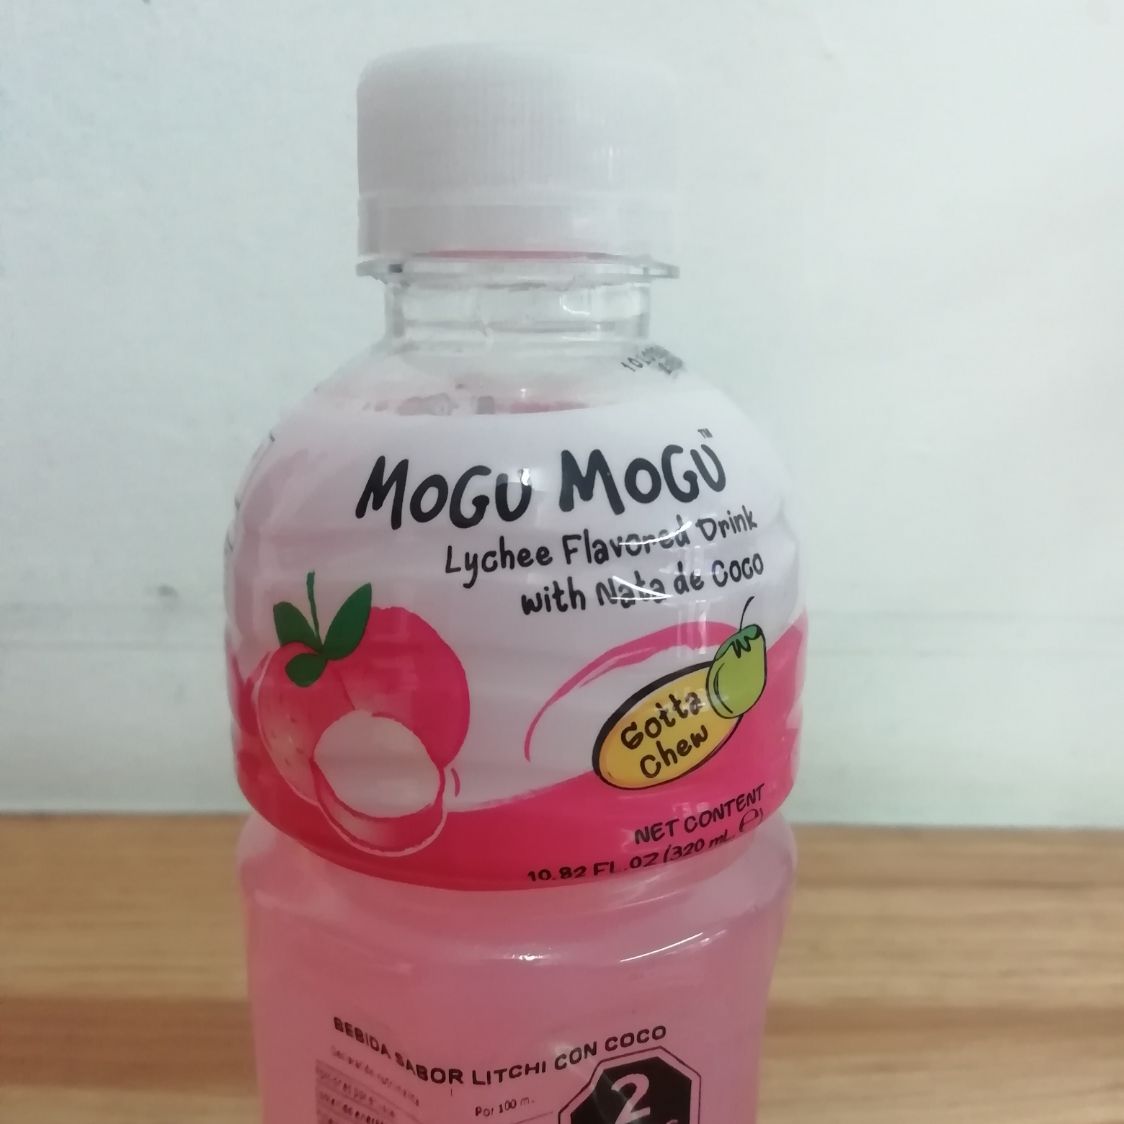 MOGU MOGU™
Lychee Flavored Drink
with Nata de Coco
Gotta
Chew
NET CONTENT
10.82 FL.OZ (320 mL.) e
BEBIDA SABOR LITCHI CON COCO
Por 100 m
2